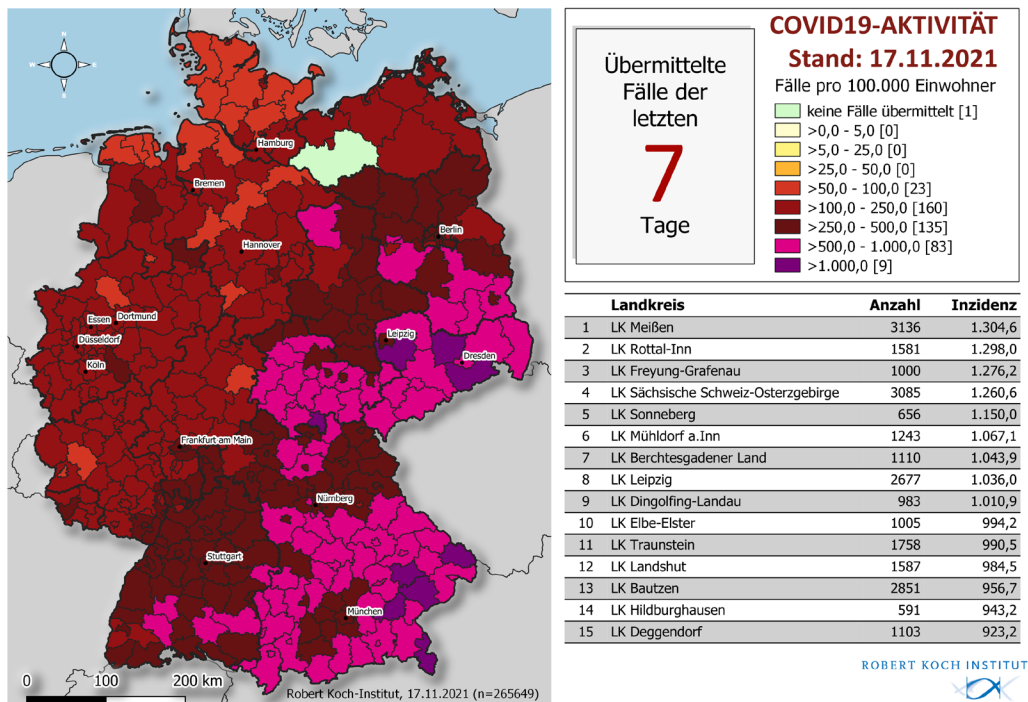 COVID19-AKTIVITÄT
Stand: 17.11.2021
Übermittelte
Fälle der
letzten
7
Tage
Fälle pro 100.000 Einwohner
keine Fälle übermittelt [1]
>0,0 - 5,0 [0]
>5,0 - 25,0 [0]
>25,0 - 50,0 [0]
>50,0 - 100,0 [23]
>100,0 - 250,0 [160]
>250,0 - 500,0 [135]
>500,0 - 1.000,0 [83]
>1.000,0 [9]
N
W E
S
Hamburg
Bremen
Berlin
Hannover
Essen Dortmund
Düsseldorf
Köln
Leipzig
Dresden
Frankfurt am Main
Nürnberg
Stuttgart
München
0 100 200 km
Robert Koch-Institut, 17.11.2021 (n=265649)
Landkreis Anzahl Inzidenz
1 LK Meißen 3136 1.304,6
2 LK Rottal-Inn 1581 1.298,0
3 LK Freyung-Grafenau 1000 1.276,2
4 LK Sächsische Schweiz-Osterzgebirge 3085 1.260,6
5 LK Sonneberg 656 1.150,0
6 LK Mühldorf a.Inn 1243 1.067,1
7 LK Berchtesgadener Land 1110 1.043,9
8 LK Leipzig 2677 1.036,0
9 LK Dingolfing-Landau 983 1.010,9
10 LK Elbe-Elster 1005 994,2
11 LK Traunstein 1758 990,5
12 LK Landshut 1587 984,5
13 LK Bautzen 2851 956,7
14 LK Hildburghausen 591 943,2
15 LK Deggendorf 1103 923,2
ROBERT KOCH INSTITUT